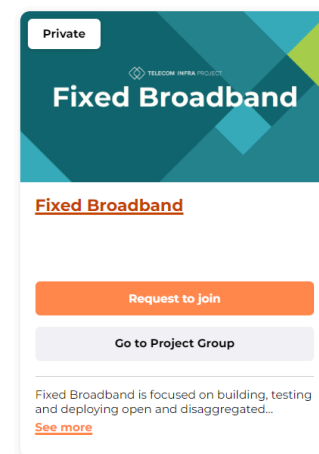 Private
TELECOM INFRA PROJECT
Fixed Broadband
Fixed Broadband
Request to join
Go to Project Group
Fixed Broadband is focused on building, testing
and deploying open and disaggregated...
See more